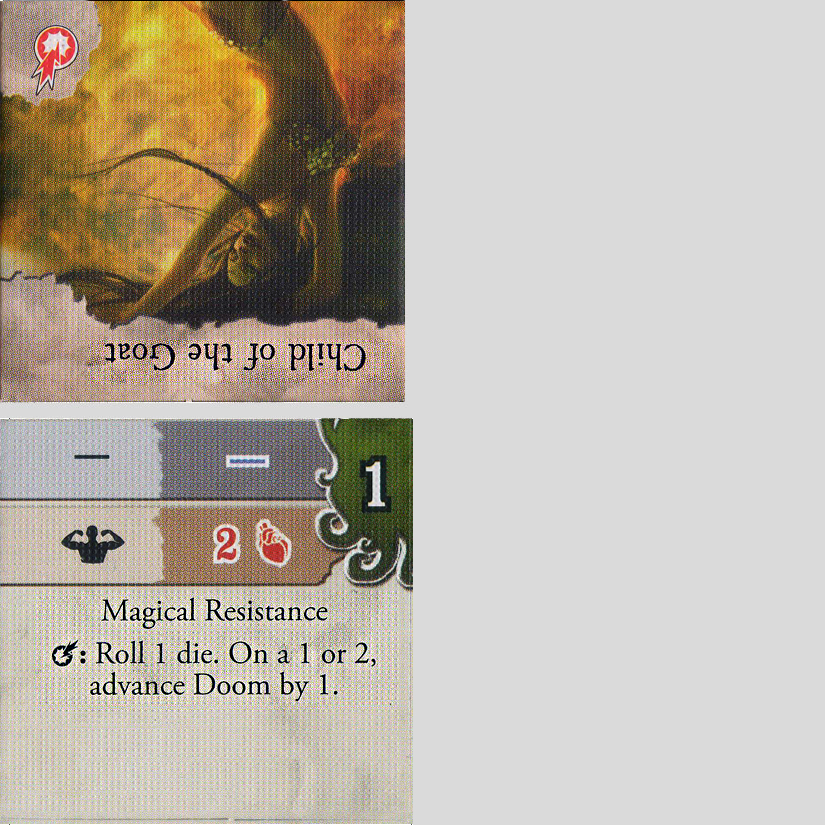 Child of the Goat
— —
1
2
Magical Resistance
: Roll 1 die. On a 1 or 2,
advance Doom by 1.